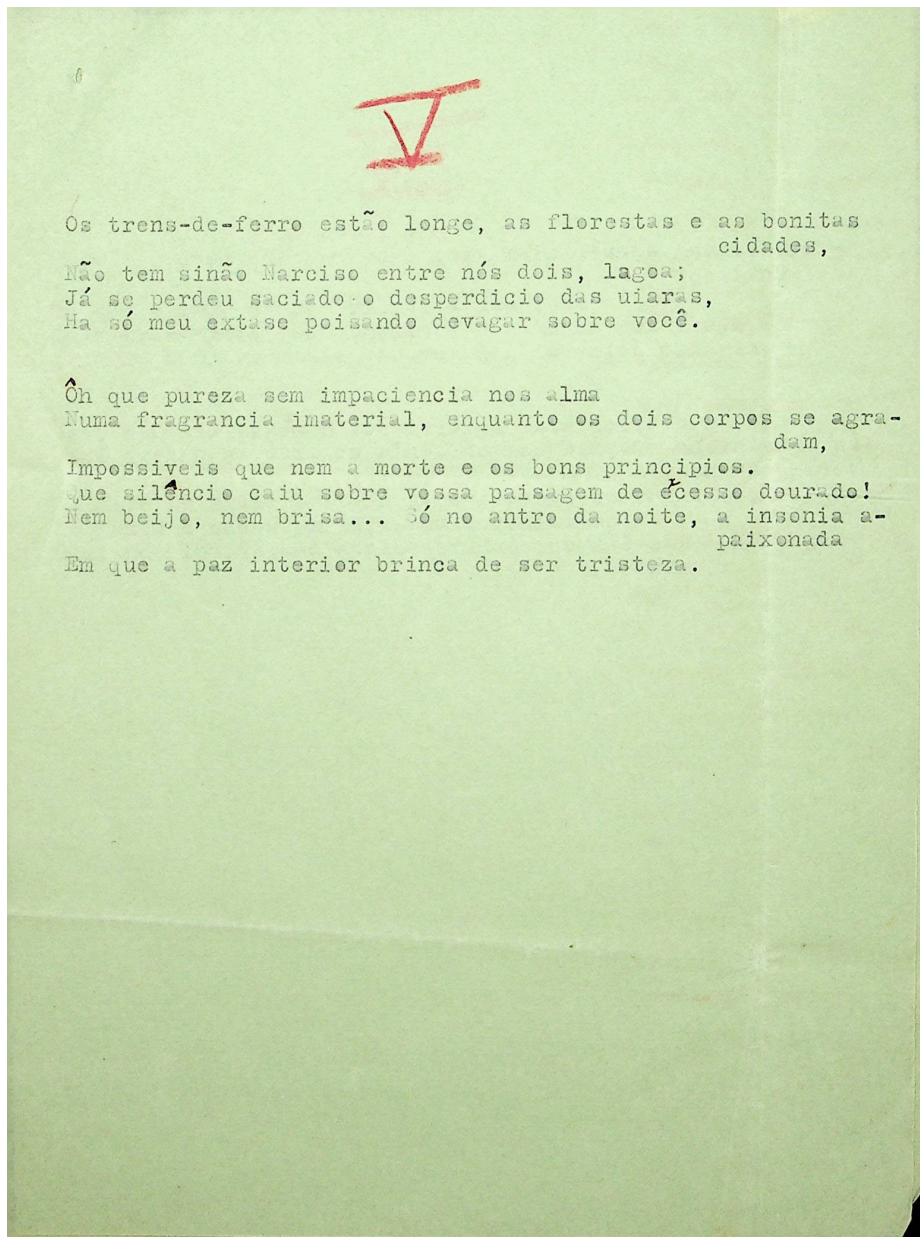 V
Os trens-de-ferro estão longe, as florestas e as bonitas
cidades,
Não tem sinão Narciso entre nós dois, lagoa;
Já se perdeu saciado o desperdicio das uiaras,
Ha só meu extase poisando devagar sobre você.
Ôh que pureza sem impaciencia nos alma
Numa fragrancia imaterial, enquanto os dois corpos se agra-
dam,
Impossiveis que nem a morte e os bons principios.
Que silêncio caiu sobre vossa paisagem de excesso dourado!
Nem beijo, nem brisa... Só no antro da noite, a insonia a-
paixonada
Em que a paz interior brinca de ser tristeza.